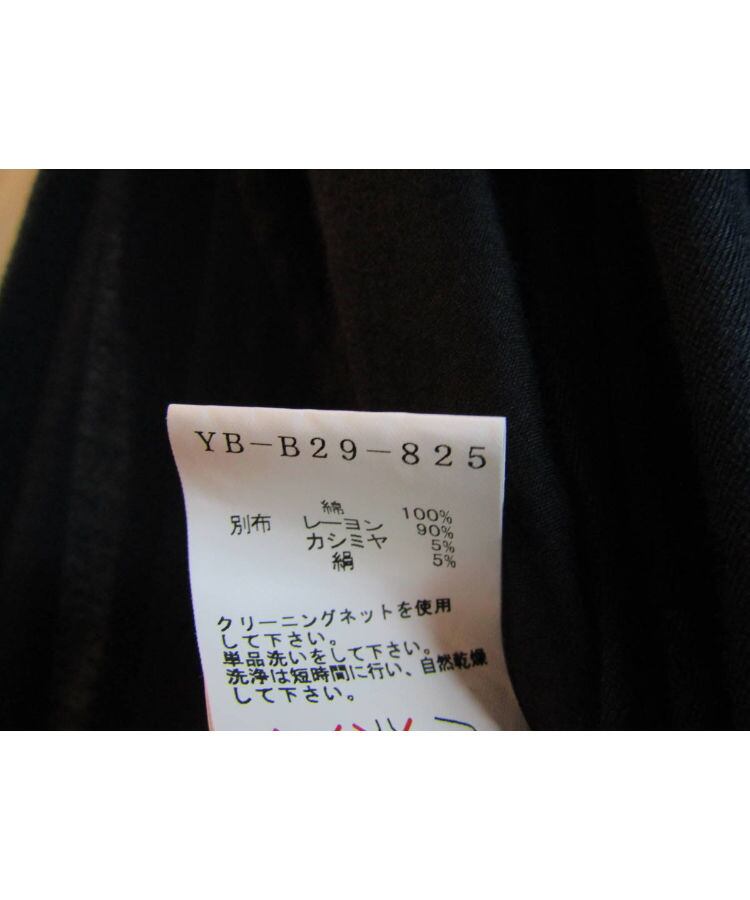 YB-B29-825
綿 100%
別布 レーヨン 90%
カシミヤ 5%
絹 5%
クリーニングネットを使用
して下さい。
単品洗いをして下さい。
洗浄は短時間に行い、自然乾燥
して下さい。